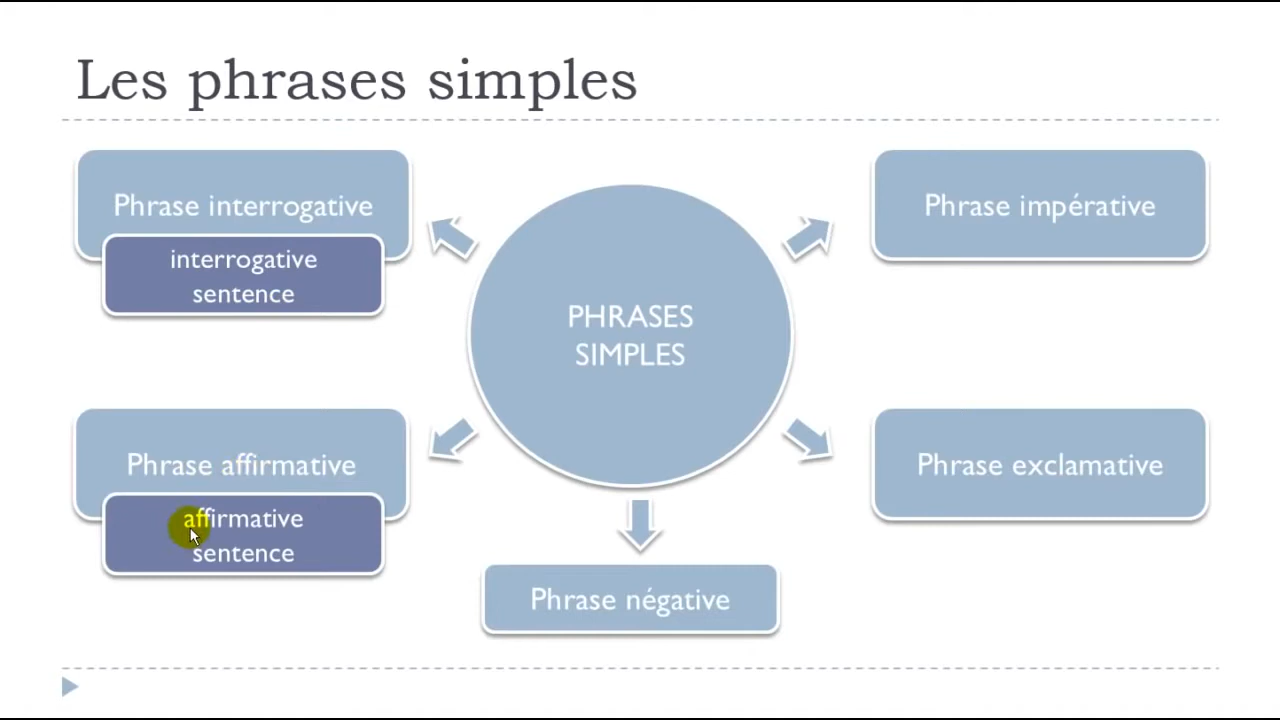 Les phrases simples
Phrase interrogative
interrogative
sentence
Phrase impérative
PHRASES
SIMPLES
Phrase affirmative
affirmative
sentence
Phrase exclamative
Phrase négative